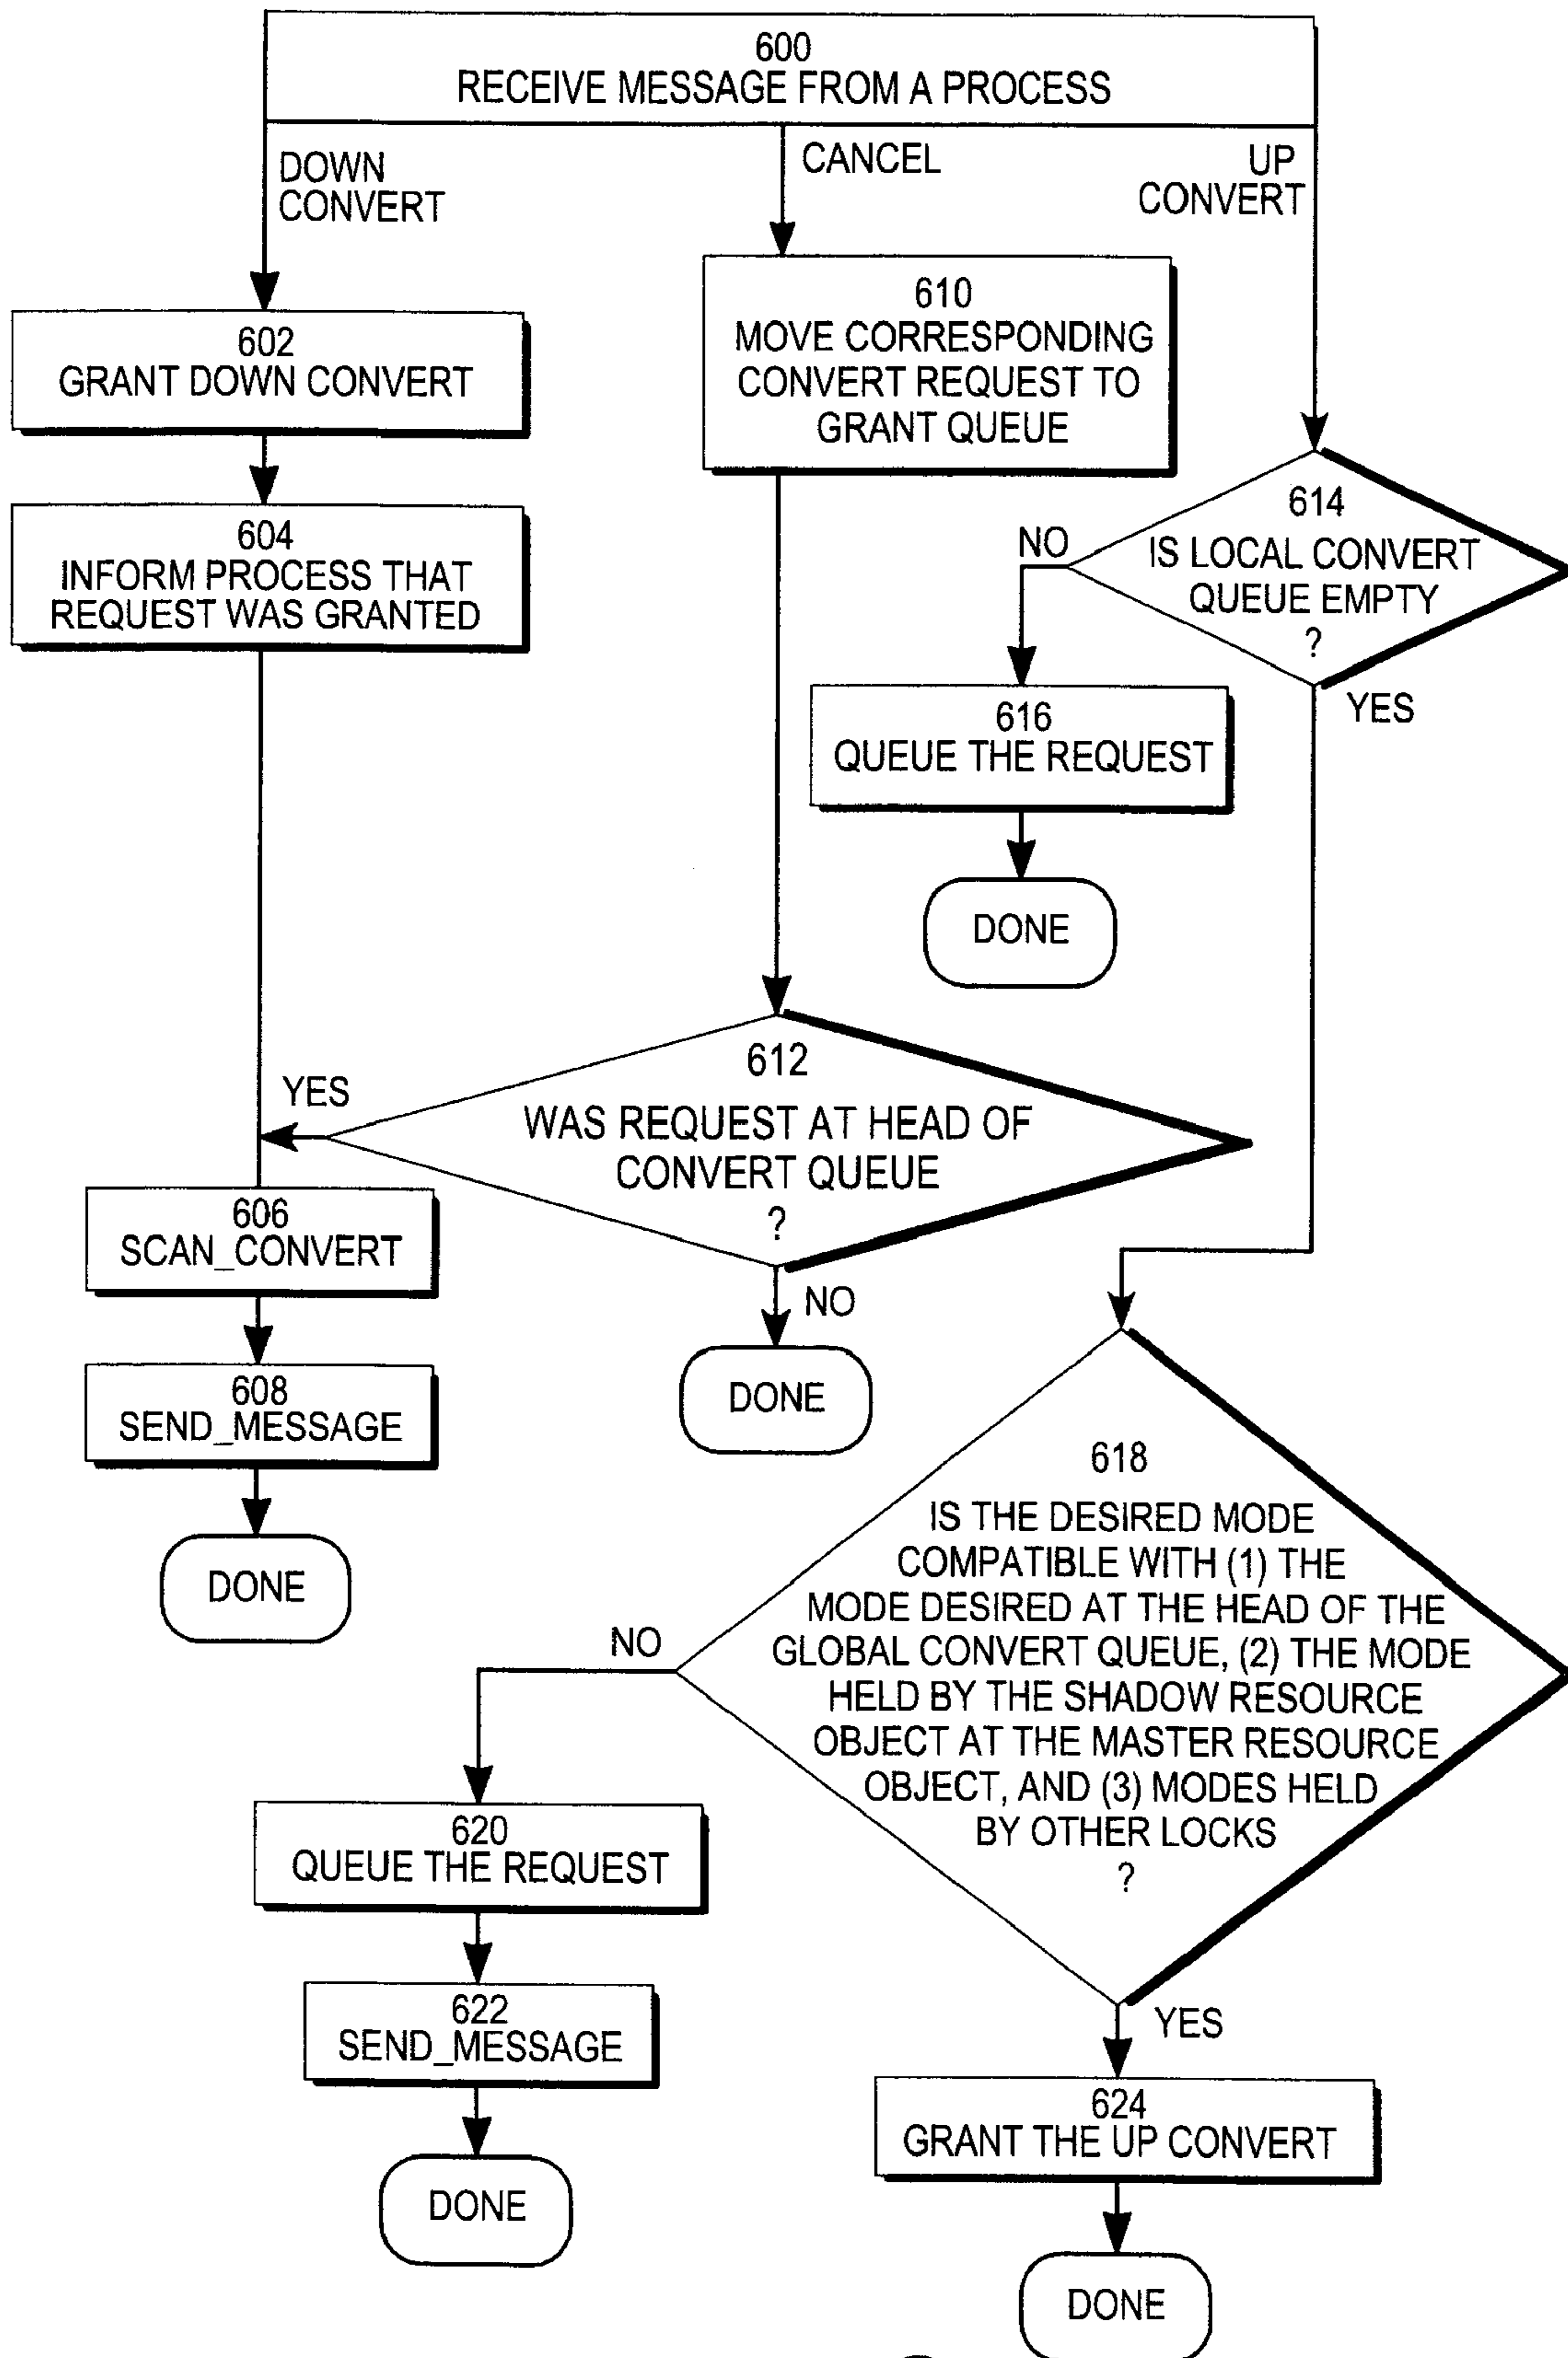 600
RECEIVE MESSAGE FROM A PROCESS
DOWN
CONVERT
CANCEL
UP
CONVERT
602
GRANT DOWN CONVERT
604
INFORM PROCESS THAT
REQUEST WAS GRANTED
610
MOVE CORRESPONDING
CONVERT REQUEST TO
GRANT QUEUE
614
IS LOCAL CONVERT
QUEUE EMPTY
?
NO
YES
616
QUEUE THE REQUEST
DONE
612
WAS REQUEST AT HEAD OF
CONVERT QUEUE
?
YES
NO
DONE
606
SCAN_CONVERT
608
SEND_MESSAGE
DONE
618
IS THE DESIRED MODE
COMPATIBLE WITH (1) THE
MODE DESIRED AT THE HEAD OF THE
GLOBAL CONVERT QUEUE, (2) THE MODE
HELD BY THE SHADOW RESOURCE
OBJECT AT THE MASTER RESOURCE
OBJECT, AND (3) MODES HELD
BY OTHER LOCKS
?
NO
YES
620
QUEUE THE REQUEST
622
SEND_MESSAGE
DONE
624
GRANT THE UP CONVERT
DONE